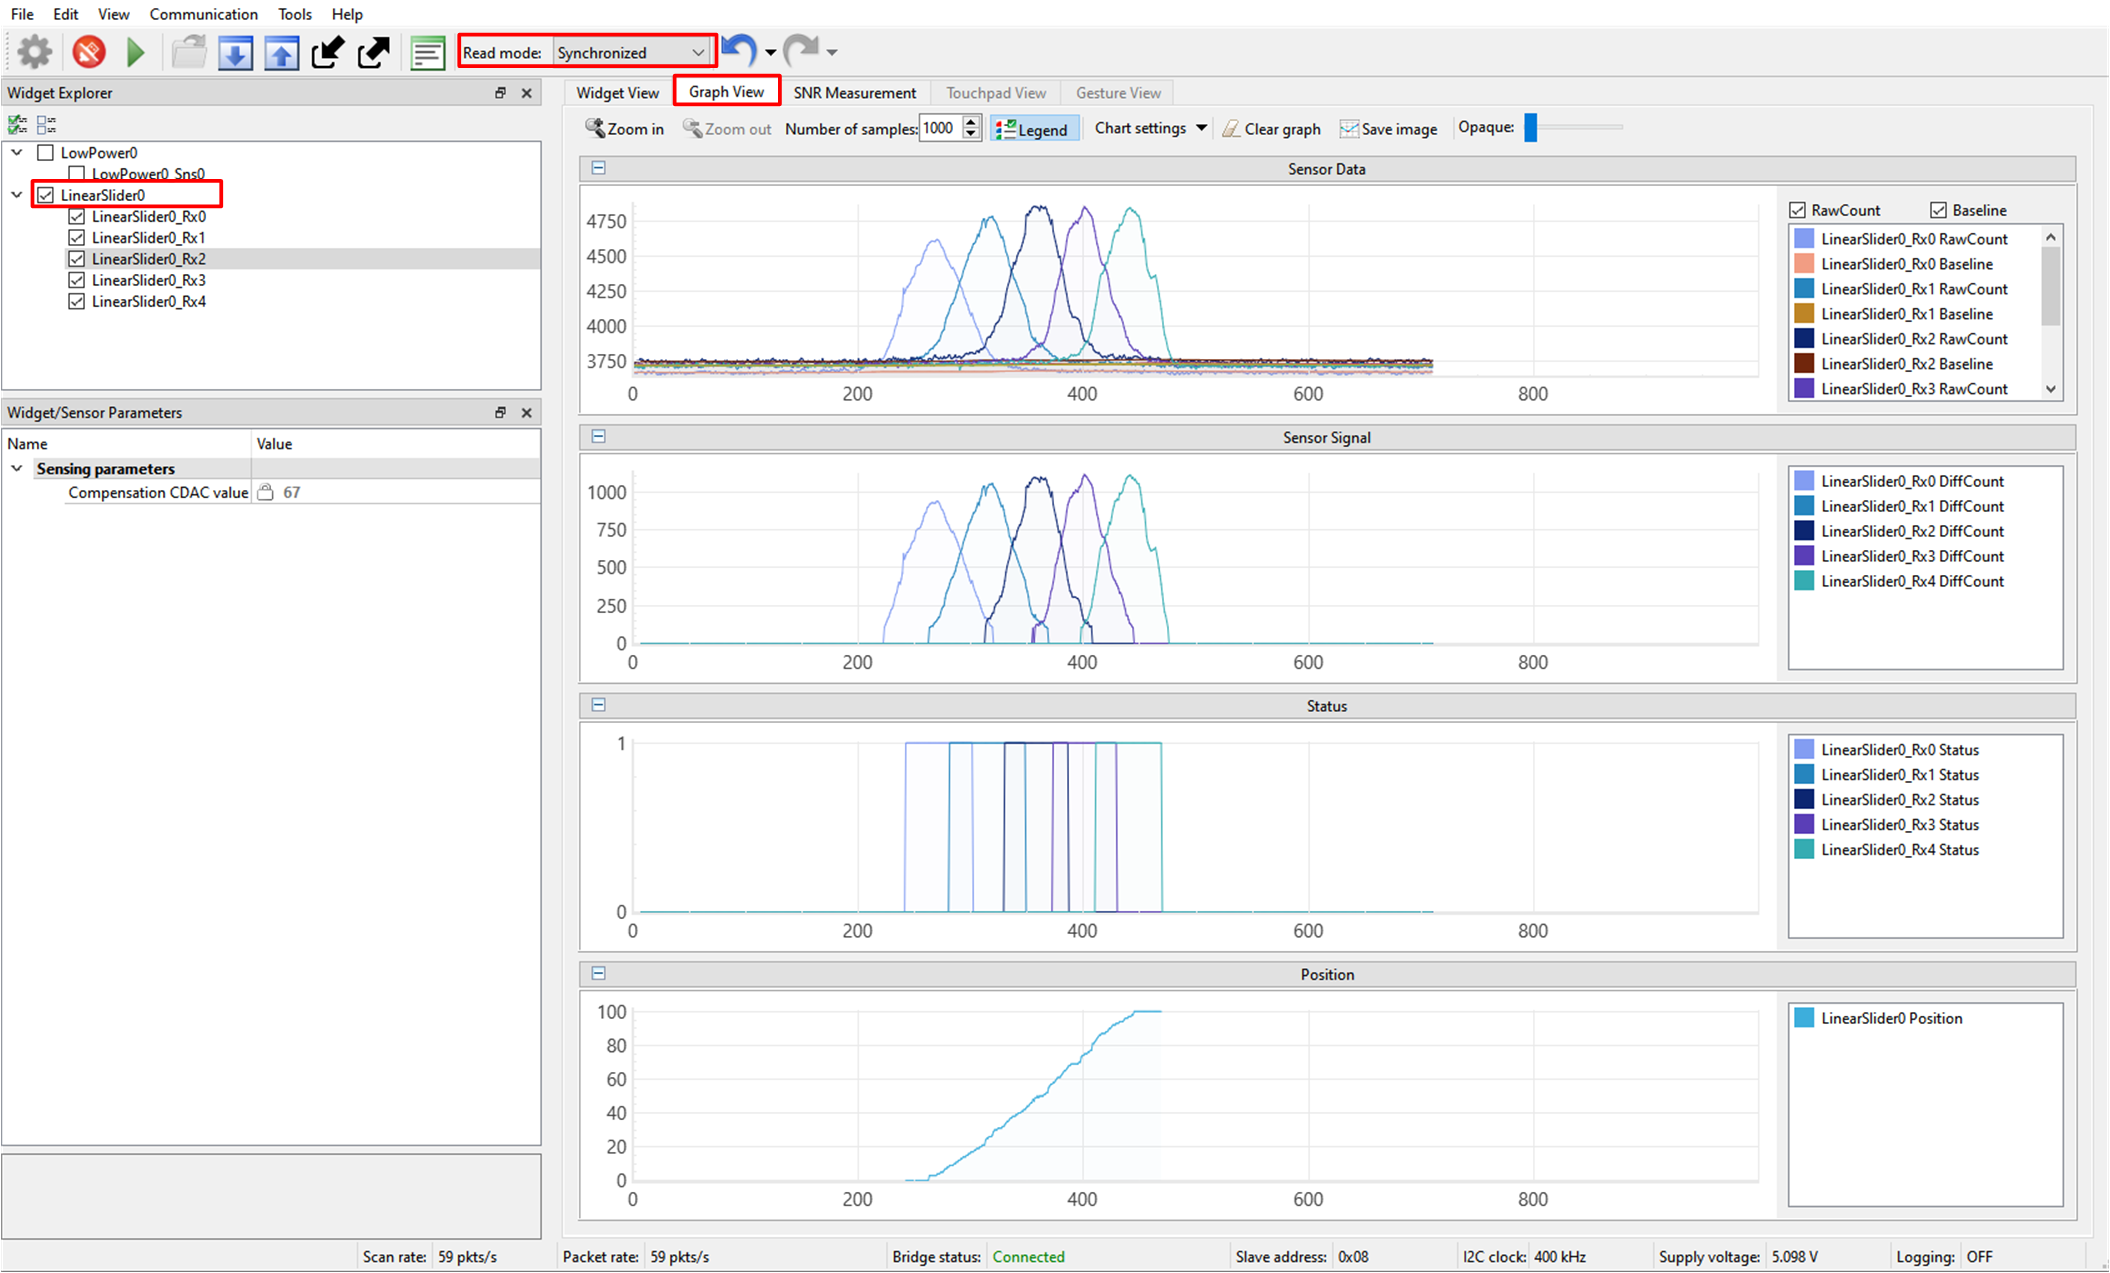 File Edit View Communication Tools Help
Read mode: Synchronized
Widget Explorer
Widget View Graph View SNR Measurement Touchpad View Gesture View
Zoom in Zoom out Number of samples: 1000 Legend Chart settings Clear graph Save image Opaque:
LowPower0
LowPower0_Sns0
LinearSlider0
LinearSlider0_Rx0
LinearSlider0_Rx1
LinearSlider0_Rx2
LinearSlider0_Rx3
LinearSlider0_Rx4
Widget/Sensor Parameters
Name Value
Sensing parameters
Compensation CDAC value 67
Sensor Data
4750
4500
4250
4000
3750
0 200 400 600 800
RawCount Baseline
LinearSlider0_Rx0 RawCount
LinearSlider0_Rx0 Baseline
LinearSlider0_Rx1 RawCount
LinearSlider0_Rx1 Baseline
LinearSlider0_Rx2 RawCount
LinearSlider0_Rx2 Baseline
LinearSlider0_Rx3 RawCount
Sensor Signal
1000
750
500
250
0
0 200 400 600 800
LinearSlider0_Rx0 DiffCount
LinearSlider0_Rx1 DiffCount
LinearSlider0_Rx2 DiffCount
LinearSlider0_Rx3 DiffCount
LinearSlider0_Rx4 DiffCount
Status
1
0
0 200 400 600 800
LinearSlider0_Rx0 Status
LinearSlider0_Rx1 Status
LinearSlider0_Rx2 Status
LinearSlider0_Rx3 Status
LinearSlider0_Rx4 Status
Position
100
80
60
40
20
0
0 200 400 600 800
LinearSlider0 Position
Scan rate: 59 pkts/s Packet rate: 59 pkts/s Bridge status: Connected Slave address: 0x08 I2C clock: 400 kHz Supply voltage: 5.098 V Logging: OFF